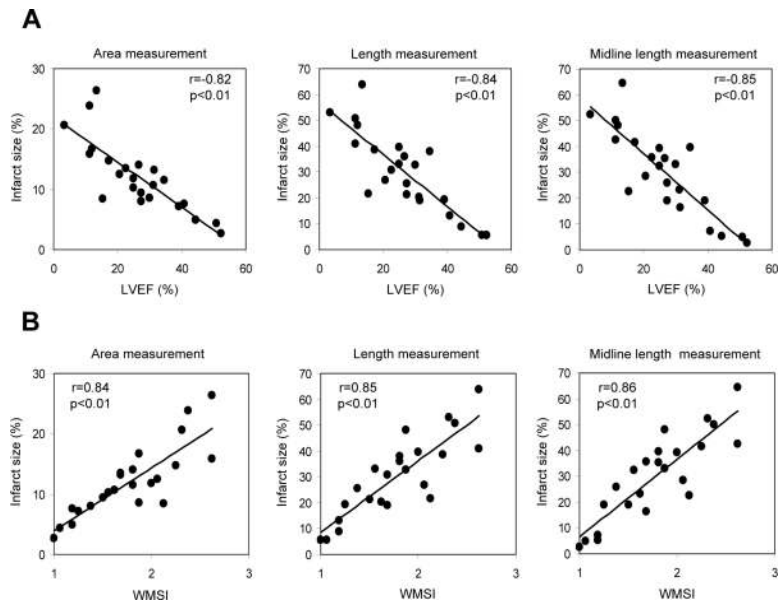 A
Area measurement
Length measurement
Midline length measurement
r=-0.82
p<0.01
r=-0.84
p<0.01
r=-0.85
p<0.01
Infarct size (%)
30
20
10
0
0 20 40 60
LVEF (%)
Infarct size (%)
70
60
50
40
30
20
10
0
0 20 40 60
LVEF (%)
Infarct size (%)
70
60
50
40
30
20
10
0
0 20 40 60
LVEF (%)
B
Area measurement
Length measurement
Midline length measurement
r=0.84
p<0.01
r=0.85
p<0.01
r=0.86
p<0.01
Infarct size (%)
30
20
10
0
1 2 3
WMSI
Infarct size (%)
70
60
50
40
30
20
10
0
1 2 3
WMSI
Infarct size (%)
70
60
50
40
30
20
10
0
1 2 3
WMSI